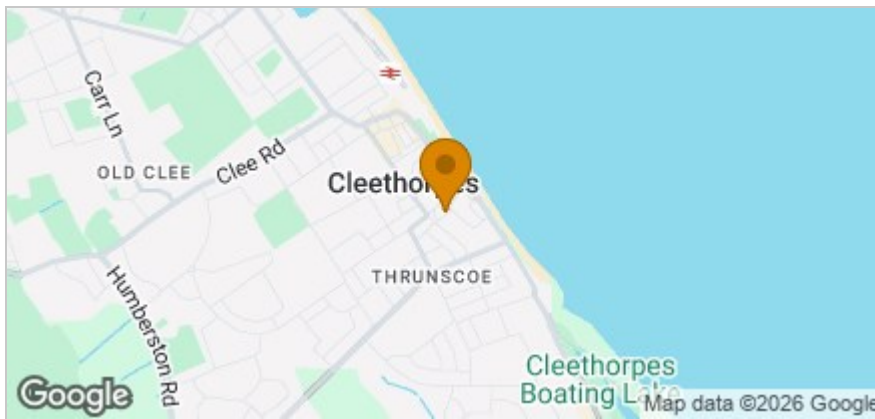 Carr Ln
OLD CLEE
Clee Rd
Cleethorpes
THRUNSCOE
Humberston Rd
Cleethorpes
Boating Lake
Google
Map data ©2026 Google